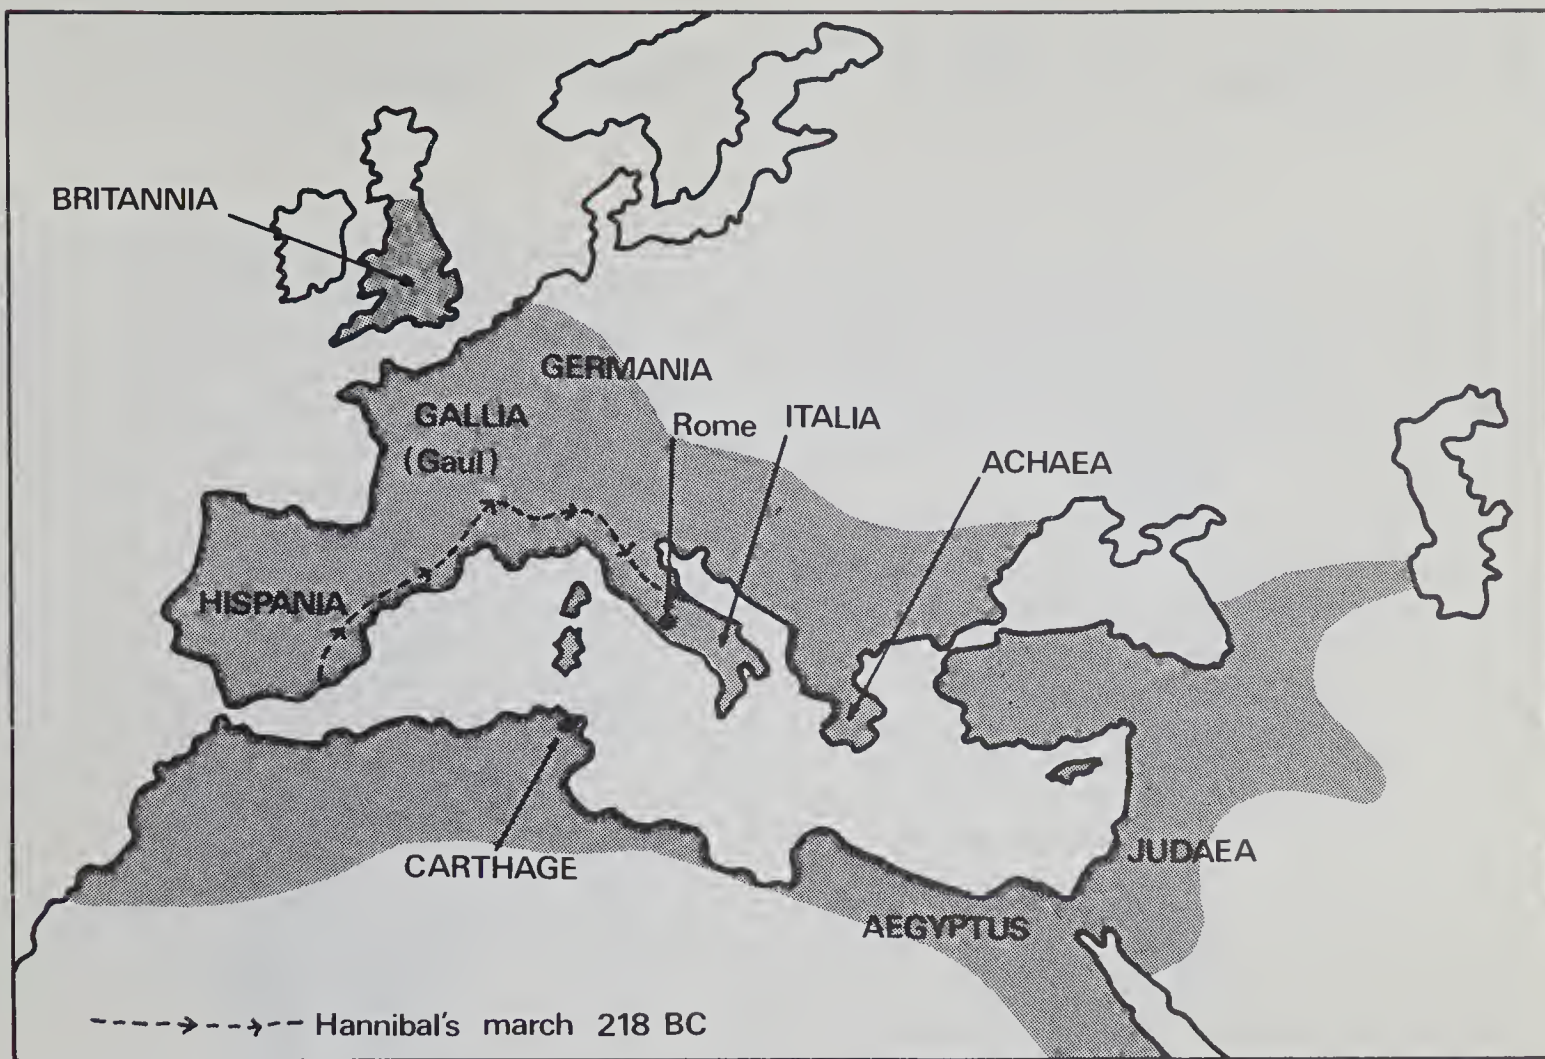 BRITANNIA
GERMANIA
GALLIA
(Gaul)
Rome
ITALIA
ACHAEA
HISPANIA
CARTHAGE
JUDAEA
AEGYPTUS
Hannibal's march 218 BC